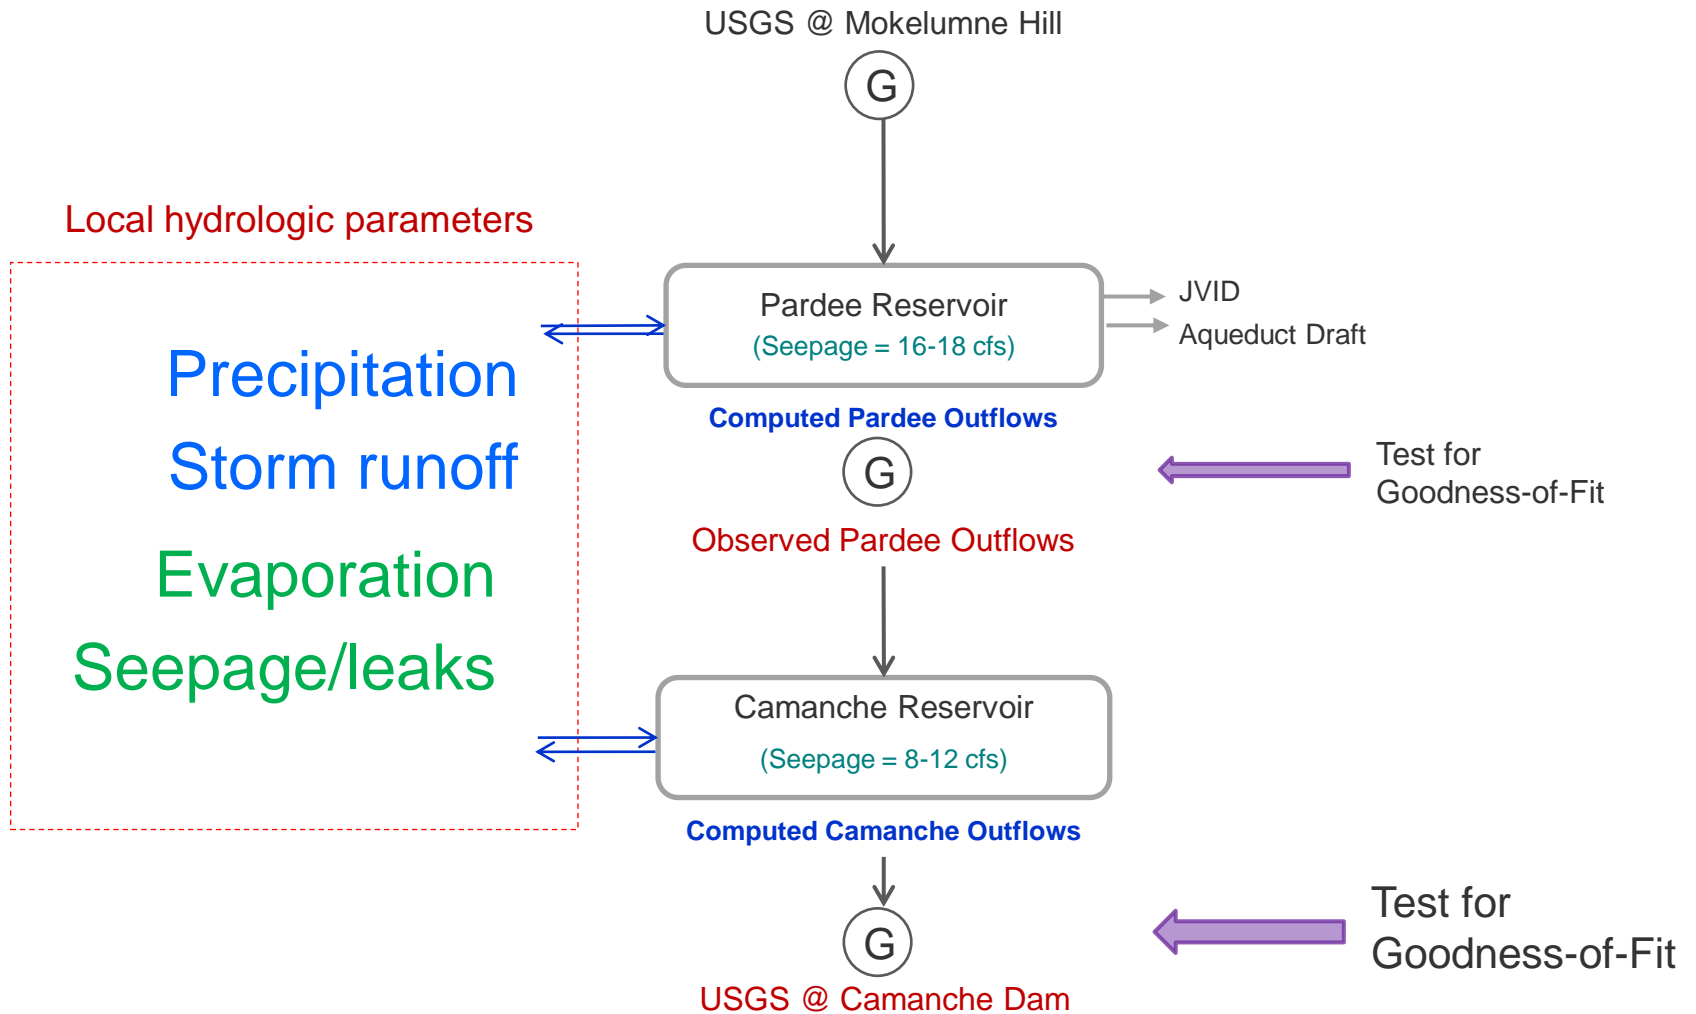 USGS @ Mokelumne Hill
G
Local hydrologic parameters
Precipitation
Storm runoff
Evaporation
Seepage/leaks
Pardee Reservoir
(Seepage = 16-18 cfs)
JVID
Aqueduct Draft
Computed Pardee Outflows
G
Observed Pardee Outflows
Test for
Goodness-of-Fit
Camanche Reservoir
(Seepage = 8-12 cfs)
Computed Camanche Outflows
G
USGS @ Camanche Dam
Test for
Goodness-of-Fit